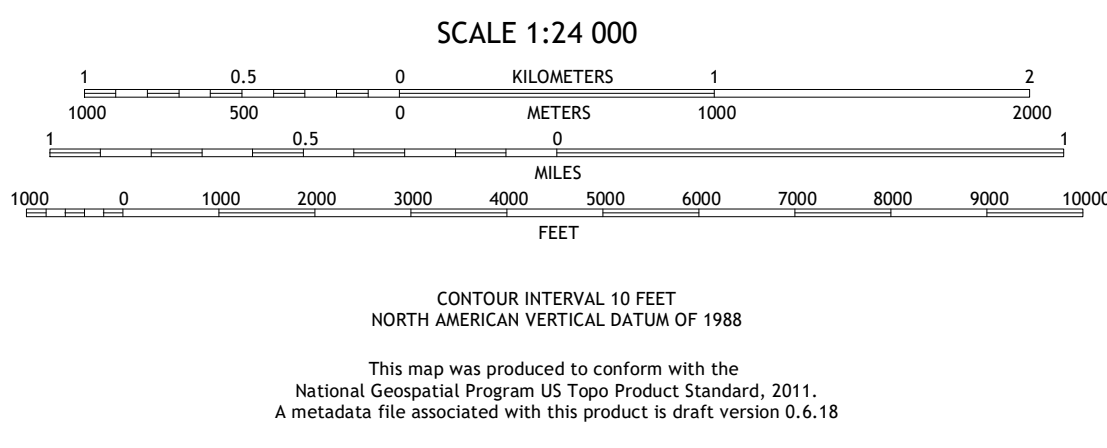 SCALE 1:24 000
1 0.5 0 KILOMETERS 1 2
1000 500 0 METERS 1000 2000
1 0.5 0 1
MILES
1000 0 1000 2000 3000 4000 5000 6000 7000 8000 9000 10000
FEET
CONTOUR INTERVAL 10 FEET
NORTH AMERICAN VERTICAL DATUM OF 1988
This map was produced to conform with the
National Geospatial Program US Topo Product Standard, 2011.
A metadata file associated with this product is draft version 0.6.18